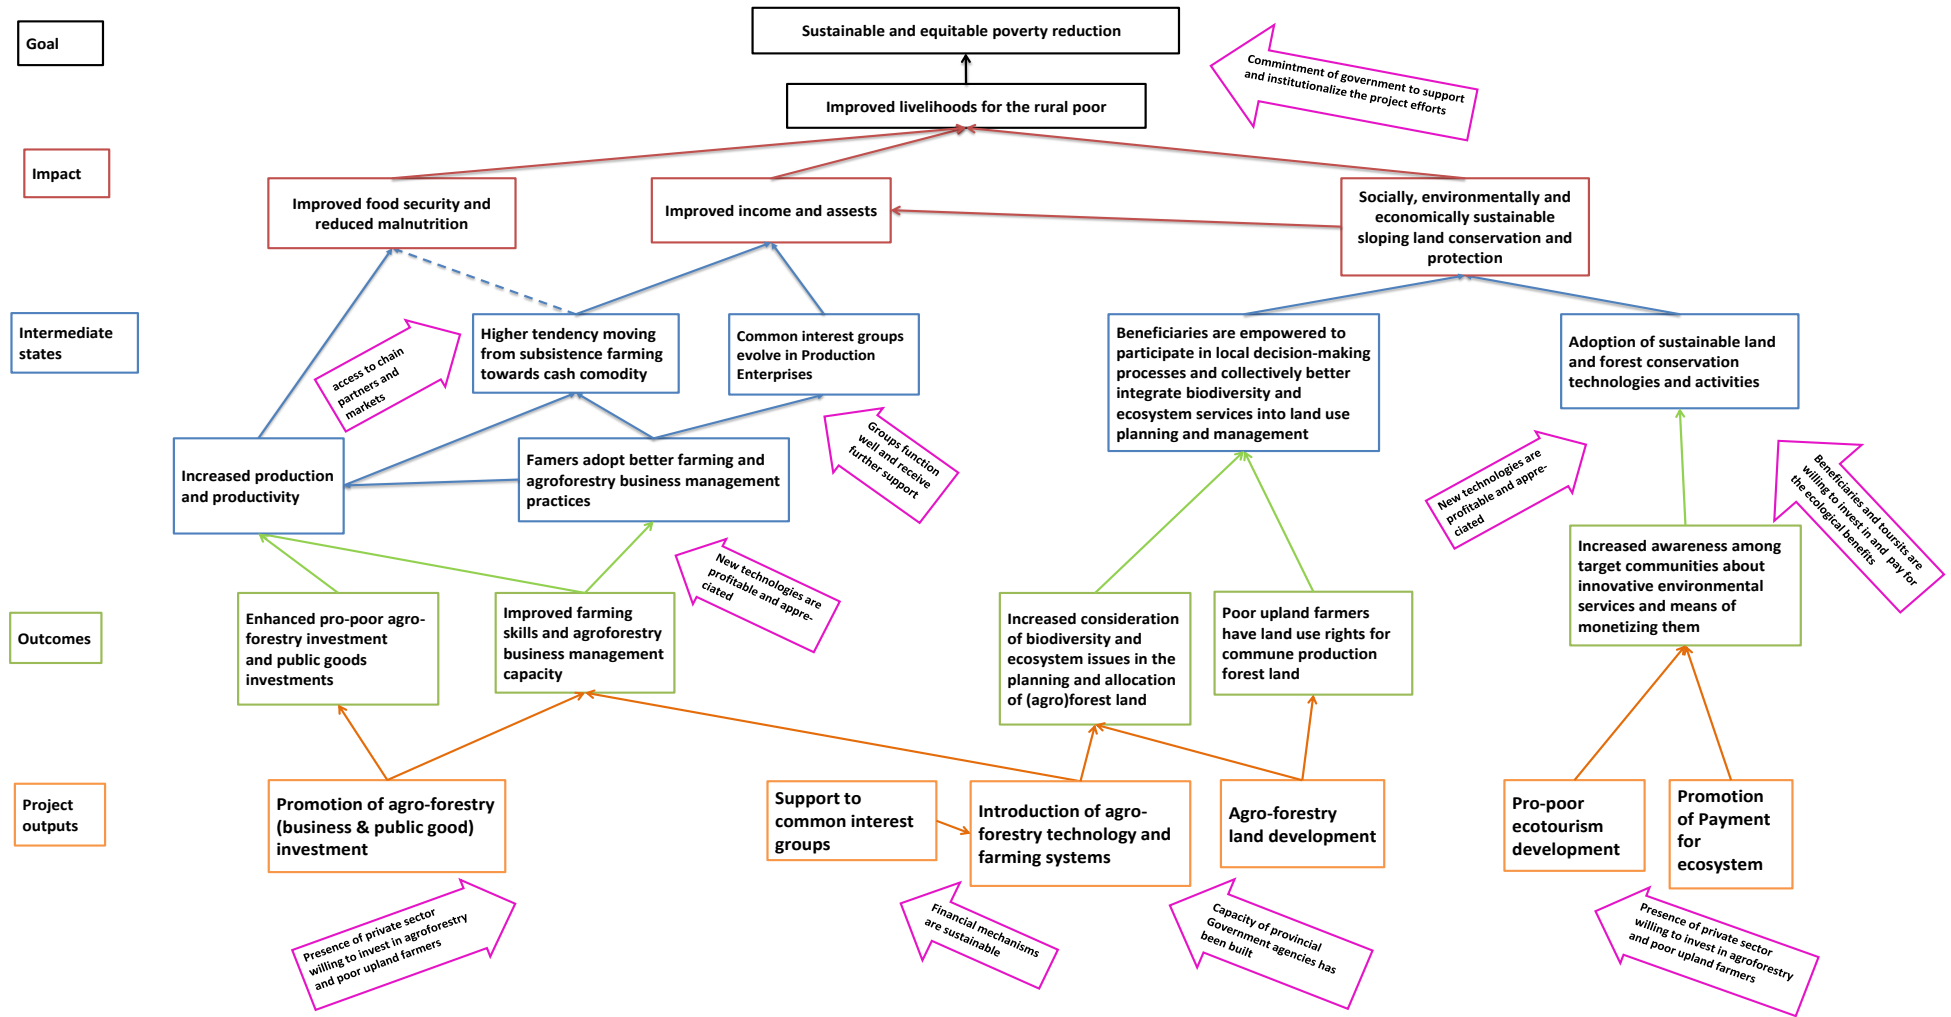 Goal
Sustainable and equitable poverty reduction
Commintment of government to support
and institutionalize the project efforts
Improved livelihoods for the rural poor
Impact
Improved food security and
reduced malnutrition
Improved income and assests
Socially, environmentally and
economically sustainable
sloping land conservation and
protection
Intermediate
states
access to chain
partners and
markets
Higher tendency moving
from subsistence farming
towards cash comodity
Common interest groups
evolve in Production
Enterprises
Beneficiaries are empowered to
participate in local decision-making
processes and collectively better
integrate biodiversity and
ecosystem services into land use
planning and management
Adoption of sustainable land
and forest conservation
technologies and activities
Increased production
and productivity
Famers adopt better farming and
agroforestry business management
practices
Groups function
well and receive
further support
New technologies are
profitable and appre-
ciated
Beneficiaries and toursits are
willing to invest in and pay for
the ecological benefits
New technologies are
profitable and appre-
ciated
Outcomes
Enhanced pro-poor agro-
forestry investment
and public goods
investments
Improved farming
skills and agroforestry
business management
capacity
Increased consideration
of biodiversity and
ecosystem issues in the
planning and allocation
of (agro)forest land
Poor upland farmers
have land use rights for
commune production
forest land
Increased awareness among
target communities about
innovative environmental
services and means of
monetizing them
Project
outputs
Promotion of agro-forestry
(business & public good)
investment
Support to
common interest
groups
Introduction of agro-
forestry technology and
farming systems
Agro-forestry
land development
Pro-poor
ecotourism
development
Promotion
of Payment
for
ecosystem
Presence of private sector
willing to invest in agroforestry
and poor upland farmers
Financial mechanisms
are sustainable
Capacity of provincial
Government agencies has
been built
Presence of private sector
willing to invest in agroforestry
and poor upland farmers